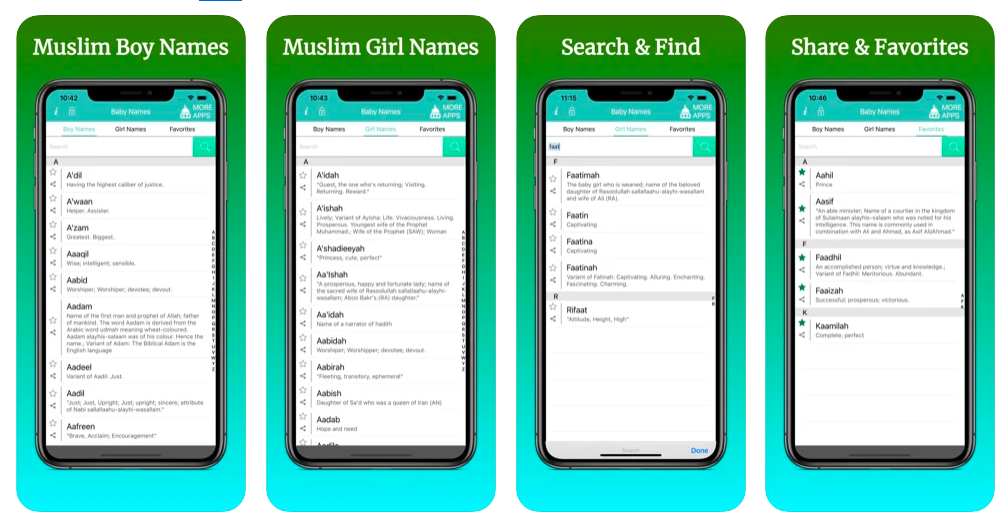 Muslim Boy Names
10:42
i
Baby Names
MORE
APPS
Boy Names
Girl Names
Favorites
Search
A
A'dil
Having the highest caliber of justice.
A'waan
Helper. Assister.
A'zam
Greatest. Biggest.
Aaaqil
Wise; intelligent; sensible.
Aabid
Worshiper; Worshiper; devotee; devout.
Aadam
Name of the first man and prophet of Allah; father
of mankind. The word Aadam is derived from the
Arabic word udmah meaning wheat-coloured.
Aadam alayhis-salaam was of his colour. Hence the
name.; Variant of Adam: The Biblical Adam is the
English language
Aadeel
Variant of Aadil: Just.
Aadil
"Just; Just, Upright; Just; upright; sincere; attribute
of Nabi sallallaahu-alayhi-wasallam."
Aafreen
"Brave, Acclaim; Encouragement"
A
B
C
D
E
F
G
H
I
J
K
L
M
N
O
P
Q
R
S
T
U
V
W
X
Y
Z
Muslim Girl Names
10:43
i
Baby Names
MORE
APPS
Boy Names
Girl Names
Favorites
Search
A
A'idah
"Guest, the one who's returning; Visiting.
Returning. Reward."
A'ishah
Lively; Variant of Ayisha: Life. Vivaciousness. Living.
Prosperous. Youngest wife of the Prophet
Muhammad.; Wife of the Prophet (SAW); Woman
A'shadieeyah
"Princess, cute, perfect"
Aa'Ishah
"A prosperous, happy and fortunate lady; name of
the sacred wife of Rasoolullah sallallaahu-alayhi-
wasallam; Aboo Bakr's (RA) daughter."
Aa'idah
Name of a narrator of hadith
Aabidah
Worshiper; Worshipper; devotee; devout.
Aabirah
"Fleeting, transitory, ephemeral"
Aabish
Daughter of Sa'd who was a queen of Iran (AN)
Aadab
Hope and need
Aadila
A
B
C
D
E
F
G
H
I
J
K
L
M
N
O
P
Q
R
S
T
U
V
W
X
Y
Z
Search & Find
11:15
i
Baby Names
MORE
APPS
Boy Names
Girl Names
Favorites
faat
F
Faatimah
The baby girl who is weaned; name of the beloved
daughter of Rasoolullah sallallaahu-alayhi-wasallam
and wife of Ali (RA).
Faatin
Captivating
Faatina
Captivating
Faatinah
Variant of Fatinah: Captivating. Alluring. Enchanting.
Fascinating. Charming.
R
Rifaat
"Altitude, Height, High"
F
R
Search
Done
Share & Favorites
10:46
i
Baby Names
MORE
APPS
Boy Names
Girl Names
Favorites
Search
A
Aahil
Prince
Aasif
"An able minister; Name of a courtier in the kingdom
of Sulaimaan alayhis-salaam who was noted for his
intelligence. This name is commonly used in
combination with Ali and Ahmad, as Asif Ali/Ahmad."
F
Faadhil
An accomplished person; virtue and knowledge.;
Variant of Fadhil: Meritorious. Abundant.
Faaizah
Successful; prosperous; victorious.
K
Kaamilah
Complete; perfect
A
F
K